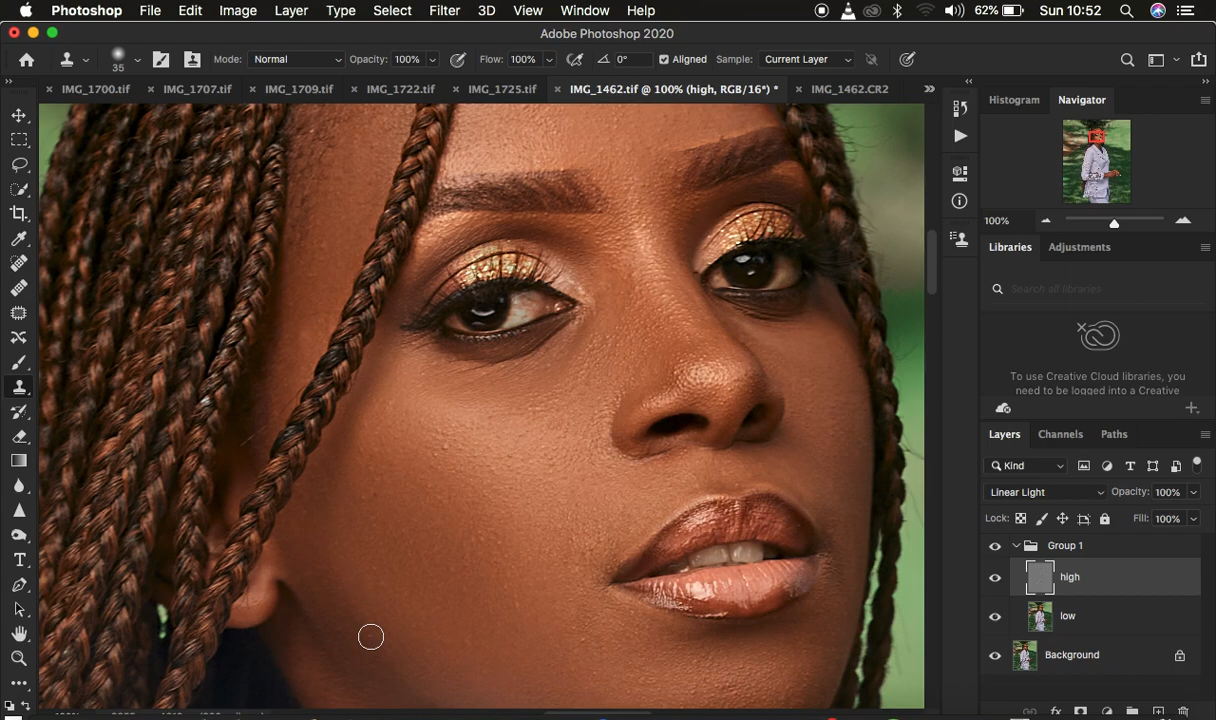 Photoshop File Edit Image Layer Type Select Filter 3D View Window Help 62% Sun 10:52
Adobe Photoshop 2020
35 Mode: Normal Opacity: 100% Flow: 100% 0° Aligned Sample: Current Layer
IMG_1700.tif IMG_1707.tif IMG_1709.tif IMG_1722.tif IMG_1725.tif IMG_1462.tif @ 100% (high, RGB/16*) * IMG_1462.CR2
Histogram Navigator
100%
Libraries Adjustments
Search all libraries
To use Creative Cloud libraries, you
need to be logged into a Creative
Layers Channels Paths
Kind
Linear Light Opacity: 100%
Lock: Fill: 100%
Group 1
high
low
Background